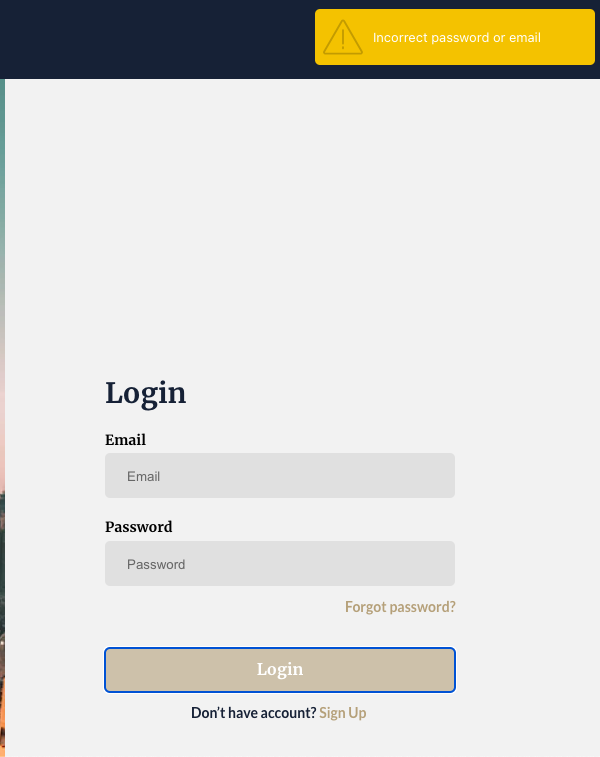 Incorrect password or email
Login
Email
Email
Password
Password
Forgot password?
Login
Don't have account? Sign Up